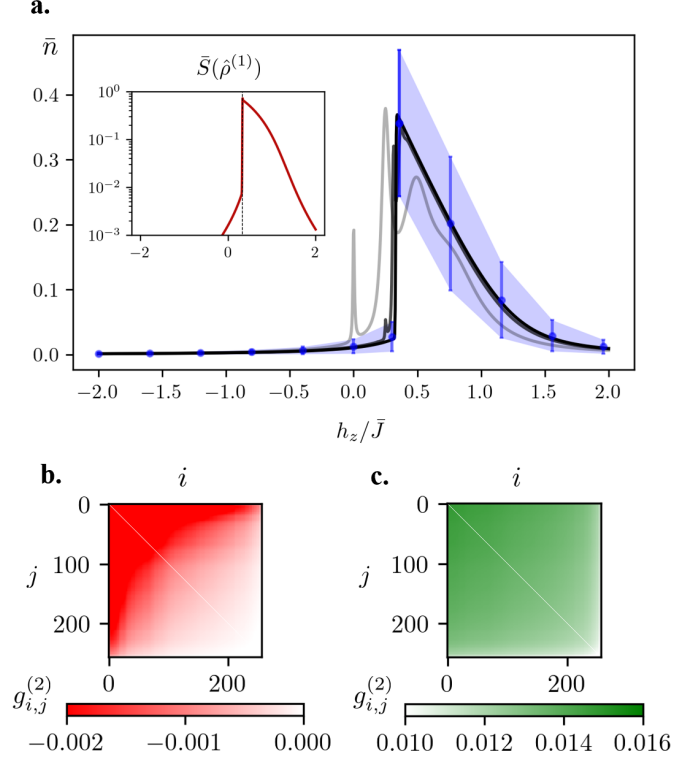 a.
n̄
S̄(ρ̂⁽¹⁾)
10⁰
10⁻¹
10⁻²
10⁻³
−2 0 2
0.4
0.3
0.2
0.1
0.0
−2.0 −1.5 −1.0 −0.5 0.0 0.5 1.0 1.5 2.0
h_z/J̄
b.
i
0
100
200
j
0 200
g_{i,j}^{(2)}
−0.002 −0.001 0.000
c.
i
0
100
200
j
0 200
g_{i,j}^{(2)}
0.010 0.012 0.014 0.016